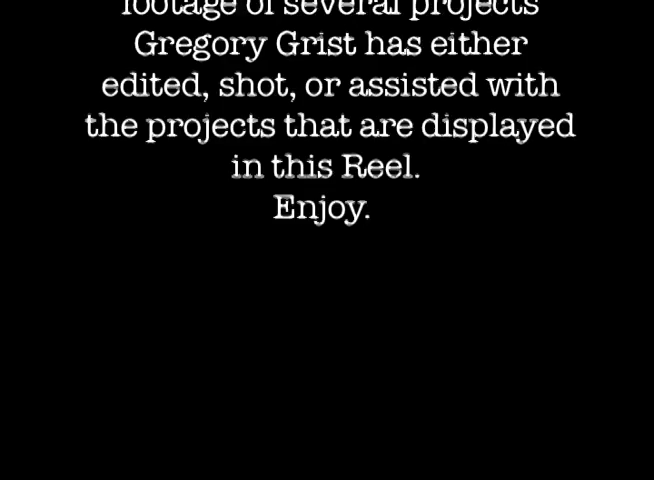 footage of several projects
Gregory Grist has either
edited, shot, or assisted with
the projects that are displayed
in this Reel.
Enjoy.